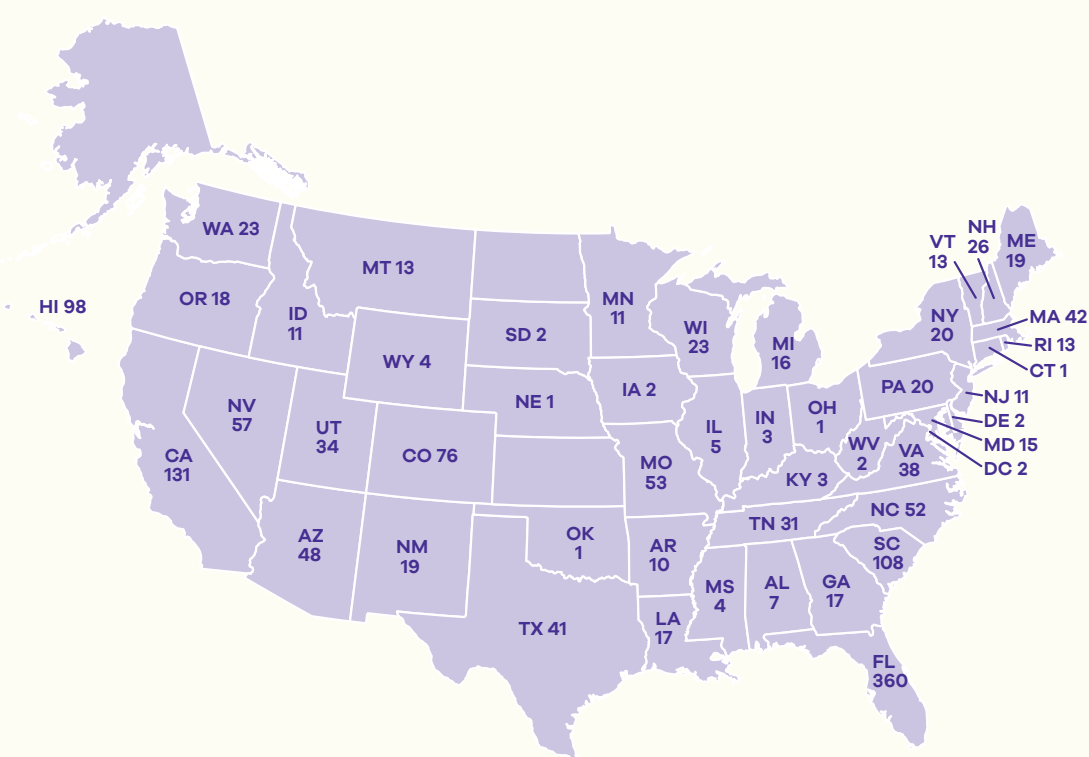 NH
26
VT
13
ME
19
WA 23
MT 13
OR 18
ID
11
HI 98
MN
11
WI
23
MI
16
NY
20
MA 42
RI 13
CT 1
SD 2
WY 4
PA 20
NJ 11
DE 2
MD 15
DC 2
NE 1
IA 2
NV
57
UT
34
CO 76
IL
5
IN
3
OH
1
WV
2
VA
38
CA
131
MO
53
KY 3
NC 52
TN 31
AZ
48
NM
19
OK
1
AR
10
SC
108
MS
4
AL
7
GA
17
TX 41
LA
17
FL
360